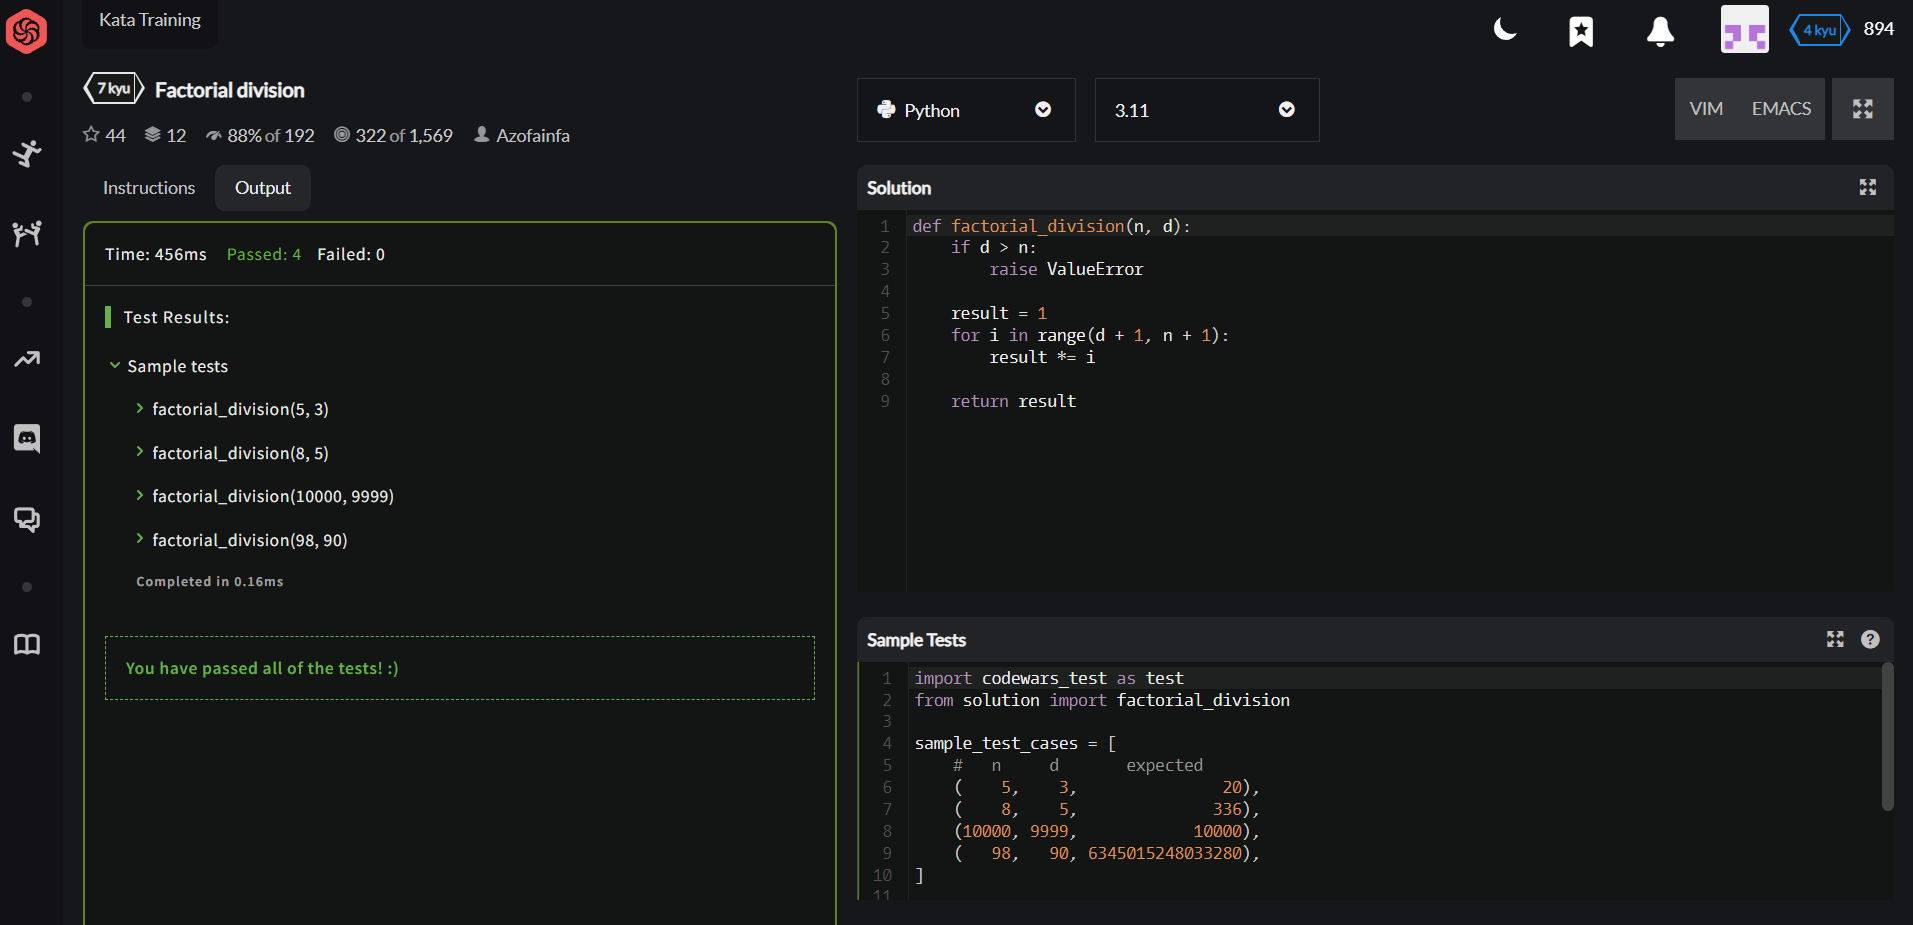 Kata Training
4 kyu 894
7 kyu Factorial division
44 12 88% of 192 322 of 1,569 Azofainfa
Instructions Output
Time: 456ms Passed: 4 Failed: 0
Test Results:
Sample tests
factorial_division(5, 3)
factorial_division(8, 5)
factorial_division(10000, 9999)
factorial_division(98, 90)
Completed in 0.16ms
You have passed all of the tests! :)
Python 3.11 VIM EMACS
Solution
1 def factorial_division(n, d):
2     if d > n:
3         raise ValueError
4
5     result = 1
6     for i in range(d + 1, n + 1):
7         result *= i
8
9     return result
Sample Tests ?
1 import codewars_test as test
2 from solution import factorial_division
3
4 sample_test_cases = [
5     #   n     d       expected
6     (    5,    3,               20),
7     (    8,    5,              336),
8     (10000, 9999,            10000),
9     (   98,   90, 6345015248033280),
10 ]
11